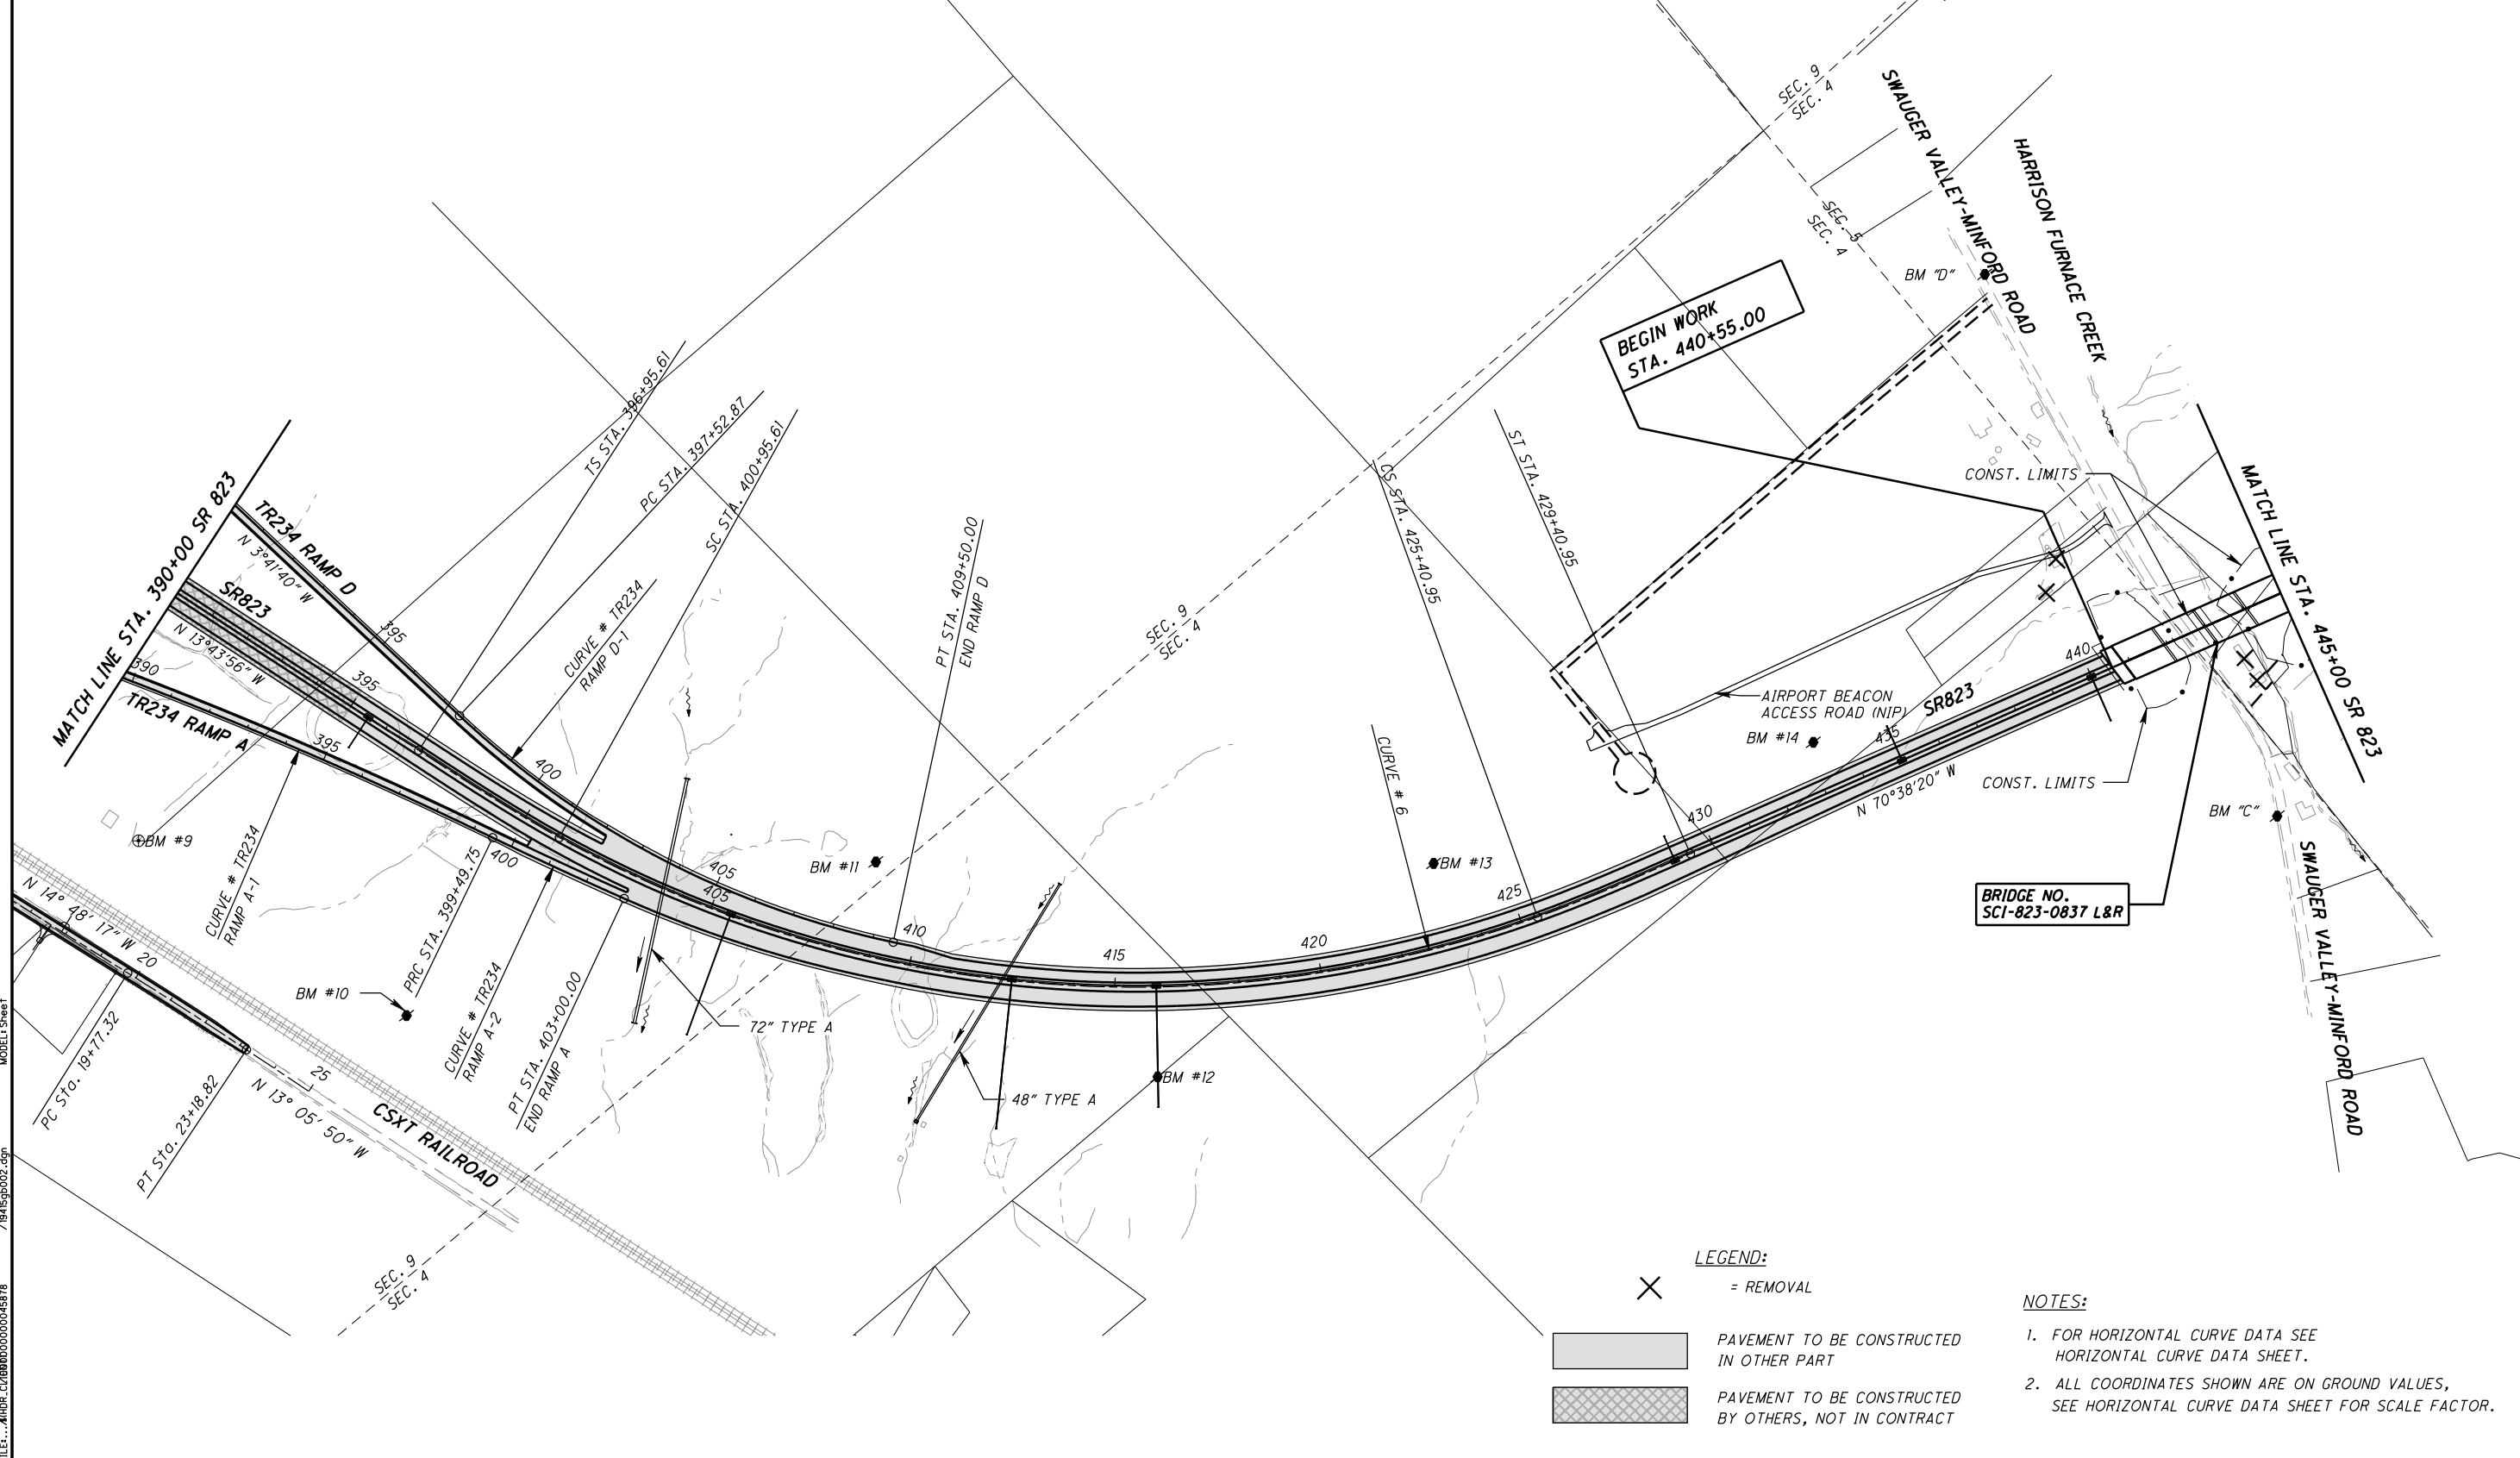 SEC. 9
SEC. 4
SWAUGER VALLEY-MINFORD ROAD
HARRISON FURNACE CREEK
SEC. 5
SEC. 4
BM "D"
BEGIN WORK
STA. 440+55.00
TS STA. 396+95.61
PC STA. 397+52.87
SC STA. 400+95.61
CS STA. 425+40.95
ST STA. 429+40.95
CONST. LIMITS
MATCH LINE STA. 445+00 SR 823
MATCH LINE STA. 390+00 SR 823
TR234 RAMP D
N 3°41'40" W
SR823
N 13°43'56" W
390
TR234 RAMP A
395
395
395
PT STA. 409+50.00
END RAMP D
CURVE # TR234
RAMP D-1
SEC. 9
SEC. 4
400
440
AIRPORT BEACON
ACCESS ROAD (NIP)
SR823
BM #14
435
CURVE # 6
N 70°38'20" W
CONST. LIMITS
BM "C"
BM #9
CURVE # TR234
RAMP A-1
400
405
405
BM #11
BM #13
430
425
410
415
420
BRIDGE NO.
SCI-823-0837 L&R
SWAUGER VALLEY-MINFORD ROAD
N 14° 48' 17" W
20
BM #10
PRC STA. 399+49.75
CURVE # TR234
RAMP A-2
PT STA. 403+00.00
END RAMP A
72" TYPE A
48" TYPE A
BM #12
PC Sta. 19+77.32
PT Sta. 23+18.82
25
N 13° 05' 50" W
CSXT RAILROAD
SEC. 9
SEC. 4
LEGEND:
= REMOVAL
PAVEMENT TO BE CONSTRUCTED
IN OTHER PART
PAVEMENT TO BE CONSTRUCTED
BY OTHERS, NOT IN CONTRACT
NOTES:
1. FOR HORIZONTAL CURVE DATA SEE
HORIZONTAL CURVE DATA SHEET.
2. ALL COORDINATES SHOWN ARE ON GROUND VALUES,
SEE HORIZONTAL CURVE DATA SHEET FOR SCALE FACTOR.
MODEL: Sheet
/19415gb002.dgn